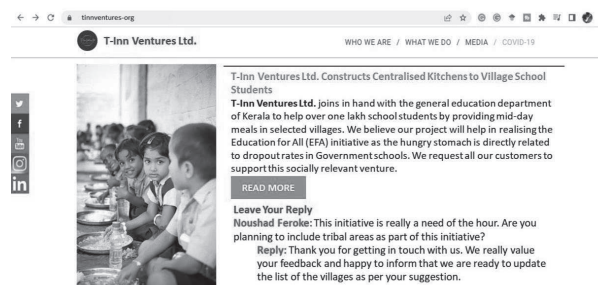 tinnventures-org
T-Inn Ventures Ltd.
WHO WE ARE / WHAT WE DO / MEDIA / COVID-19
T-Inn Ventures Ltd. Constructs Centralised Kitchens to Village School
Students
T-Inn Ventures Ltd. joins in hand with the general education department
of Kerala to help over one lakh school students by providing mid-day
meals in selected villages. We believe our project will help in realising the
Education for All (EFA) initiative as the hungry stomach is directly related
to dropout rates in Government schools. We request all our customers to
support this socially relevant venture.
READ MORE
Leave Your Reply
Noushad Feroke: This initiative is really a need of the hour. Are you
planning to include tribal areas as part of this initiative?
Reply: Thank you for getting in touch with us. We really value
your feedback and happy to inform that we are ready to update
the list of the villages as per your suggestion.